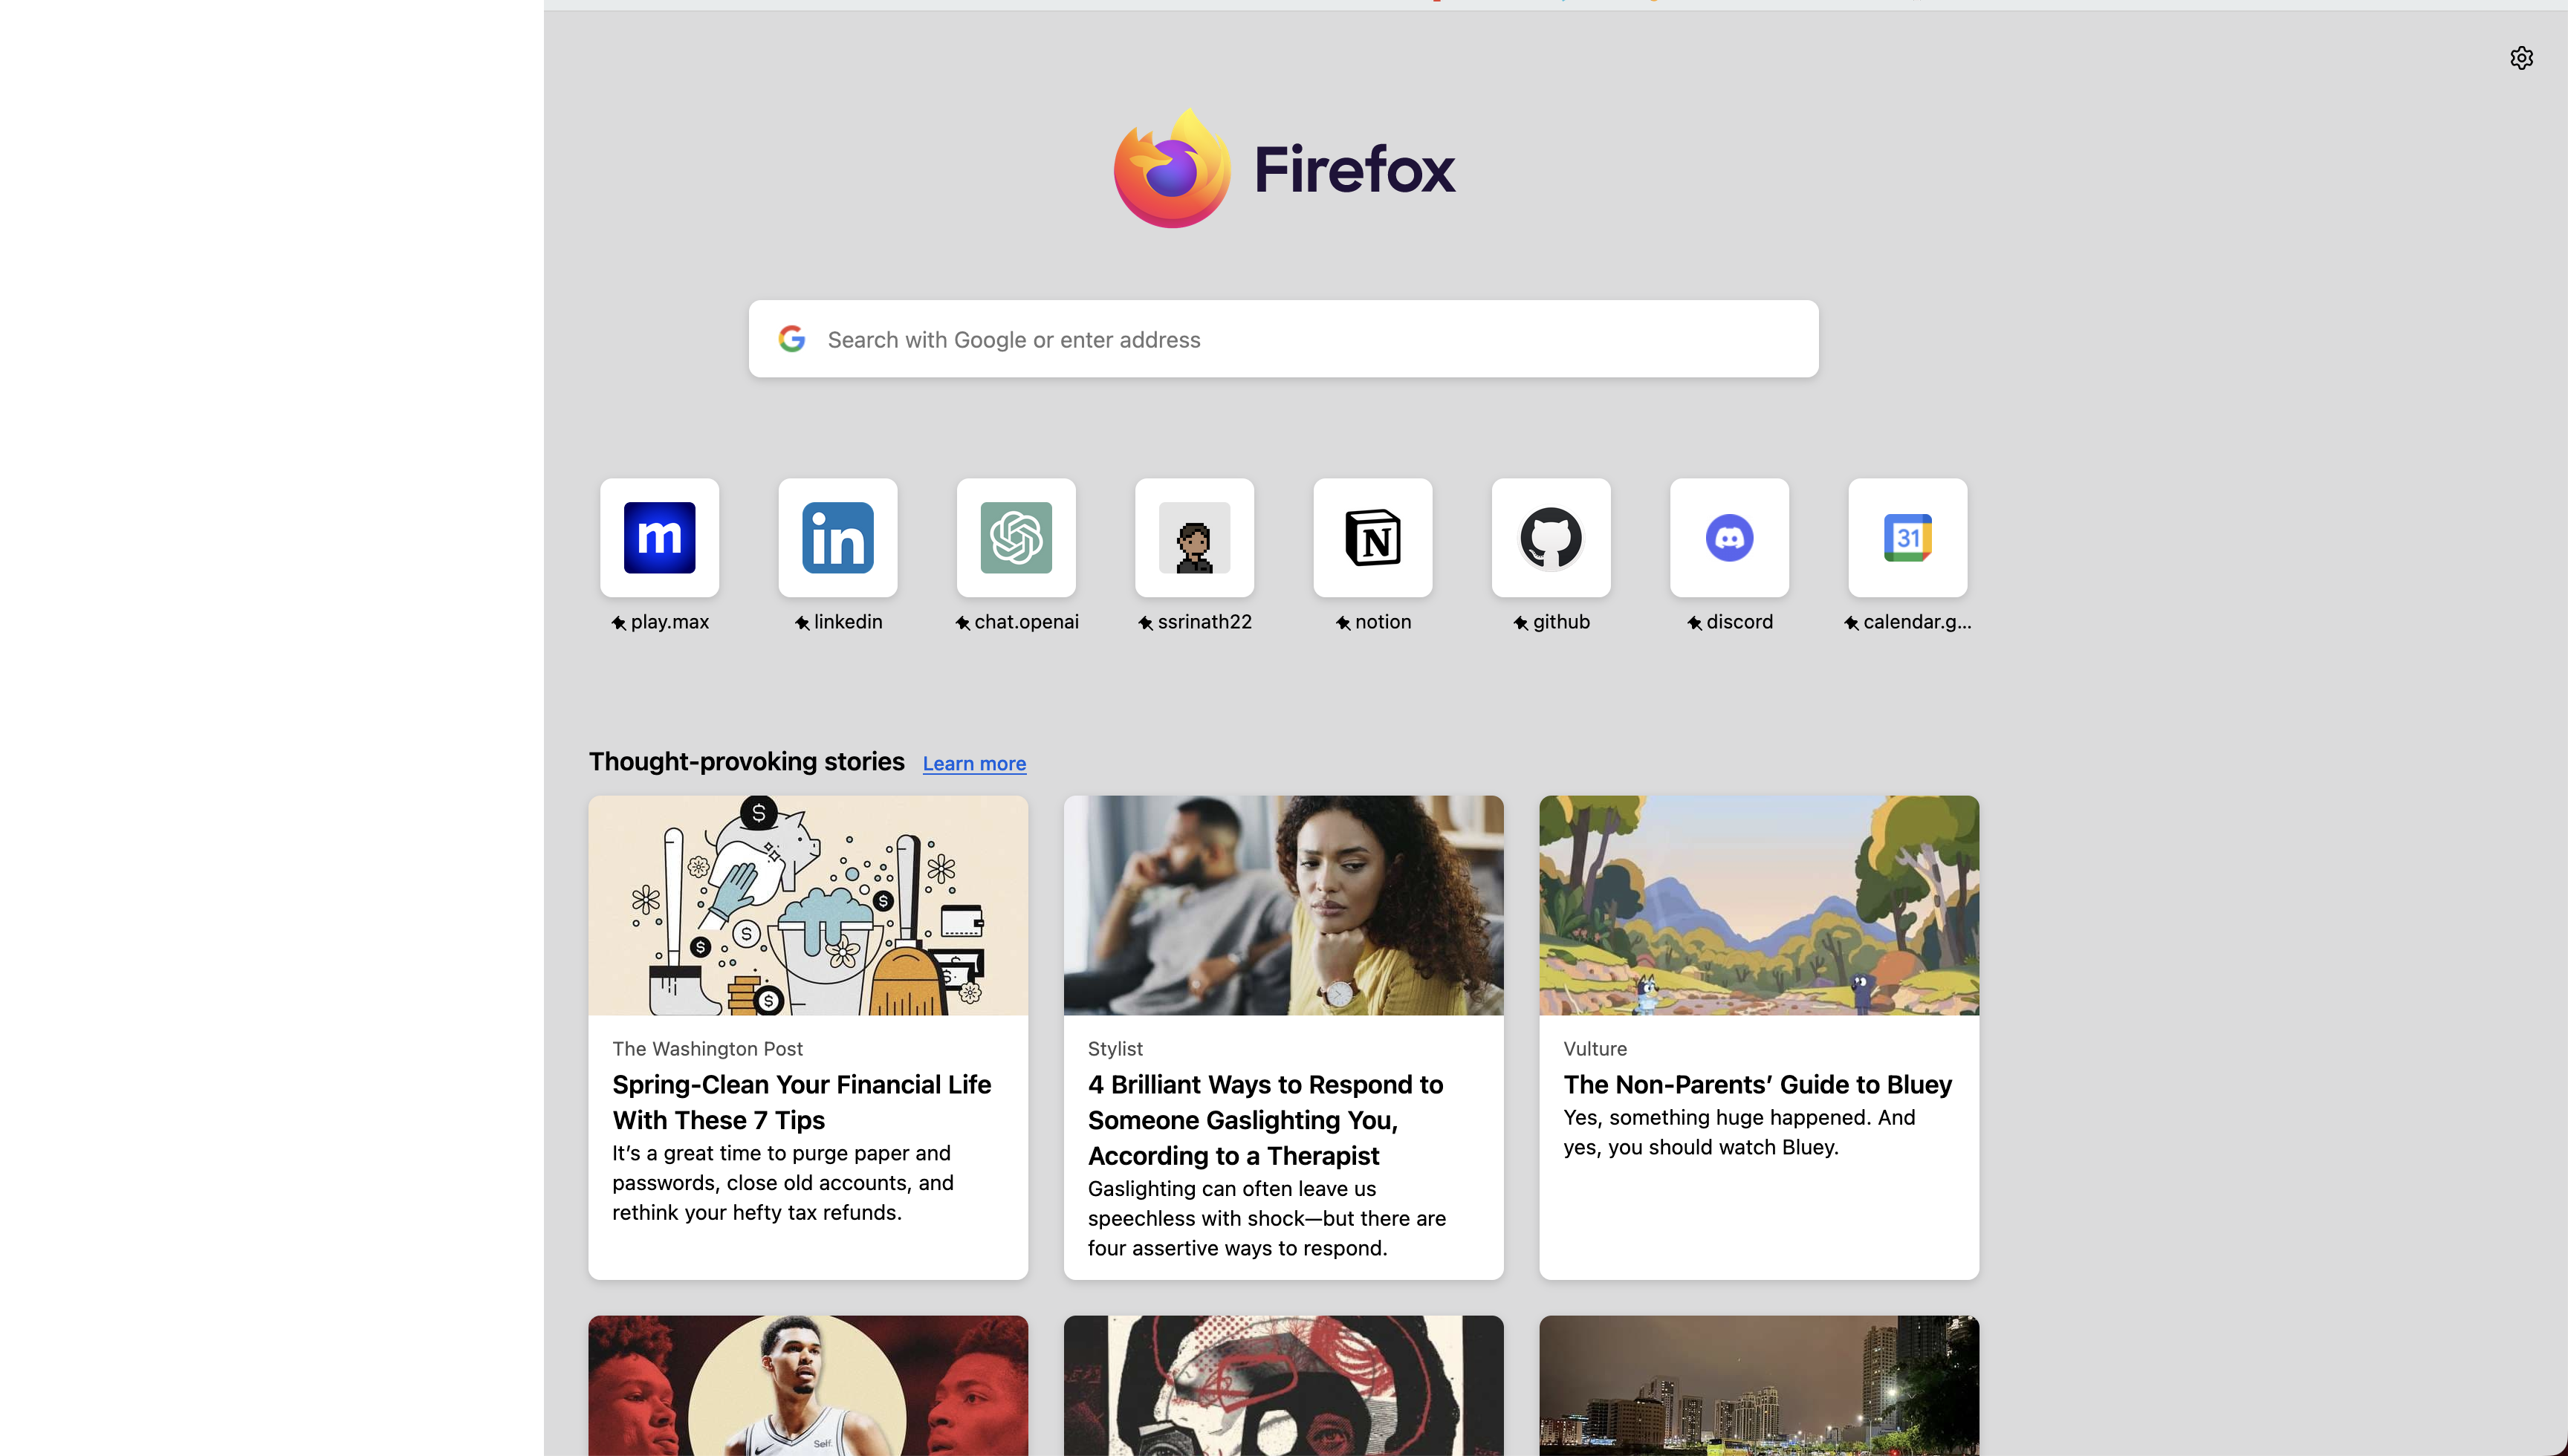 Firefox
Search with Google or enter address
m
in
N
31
play.max
linkedin
chat.openai
ssrinath22
notion
github
discord
calendar.g...
Thought-provoking stories Learn more
The Washington Post
Spring-Clean Your Financial Life
With These 7 Tips
It’s a great time to purge paper and
passwords, close old accounts, and
rethink your hefty tax refunds.
Stylist
4 Brilliant Ways to Respond to
Someone Gaslighting You,
According to a Therapist
Gaslighting can often leave us
speechless with shock—but there are
four assertive ways to respond.
Vulture
The Non-Parents’ Guide to Bluey
Yes, something huge happened. And
yes, you should watch Bluey.
Self.